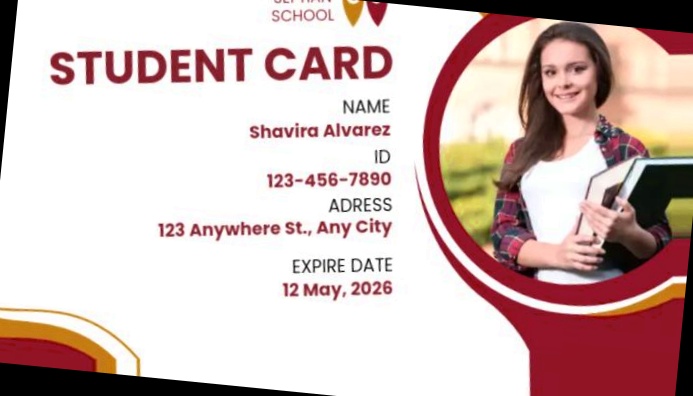 SCHOOL
STUDENT CARD
NAME
Shavira Alvarez
ID
123-456-7890
ADRESS
123 Anywhere St., Any City
EXPIRE DATE
12 May, 2026